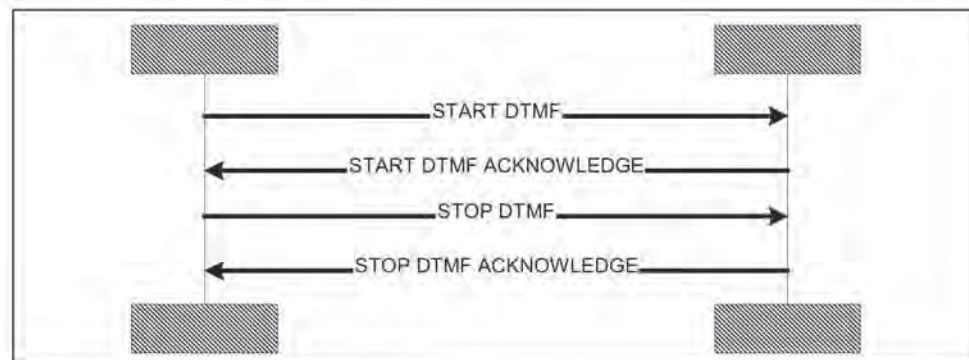 START DTMF
START DTMF ACKNOWLEDGE
STOP DTMF
STOP DTMF ACKNOWLEDGE